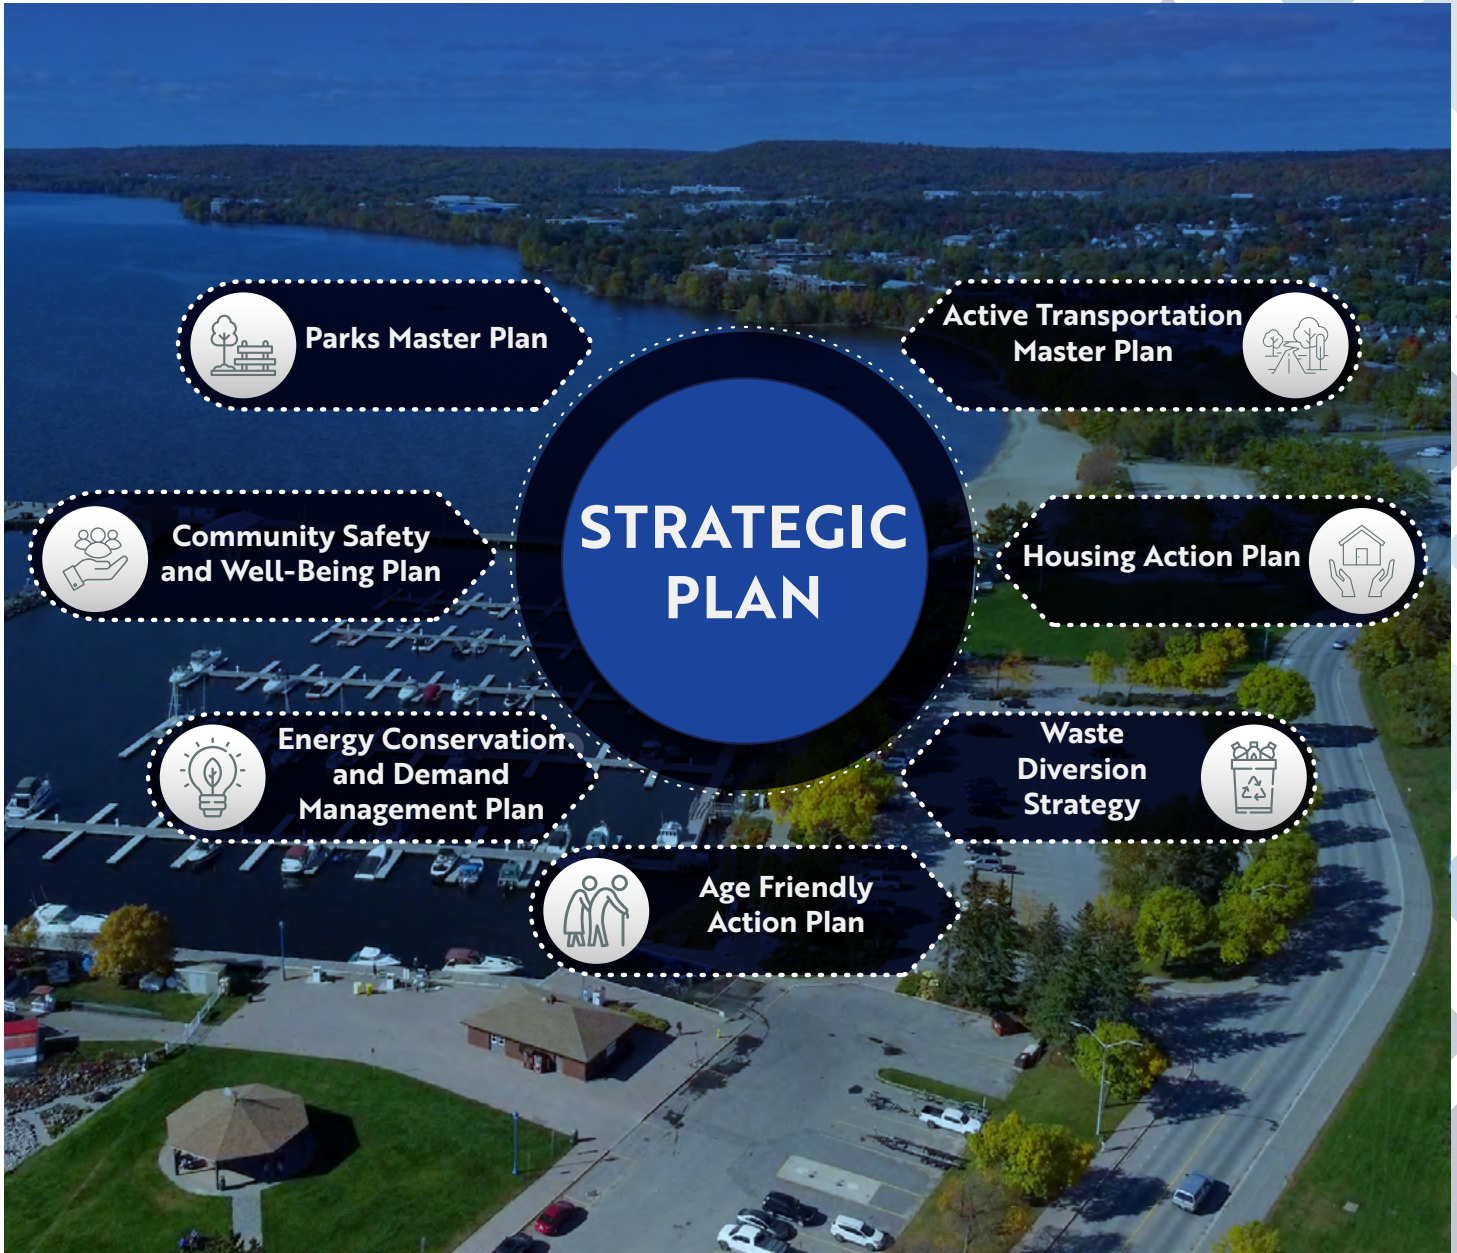 Parks Master Plan
Active Transportation
Master Plan
STRATEGIC
PLAN
Community Safety
and Well-Being Plan
Housing Action Plan
Energy Conservation
and Demand
Management Plan
Waste
Diversion
Strategy
Age Friendly
Action Plan